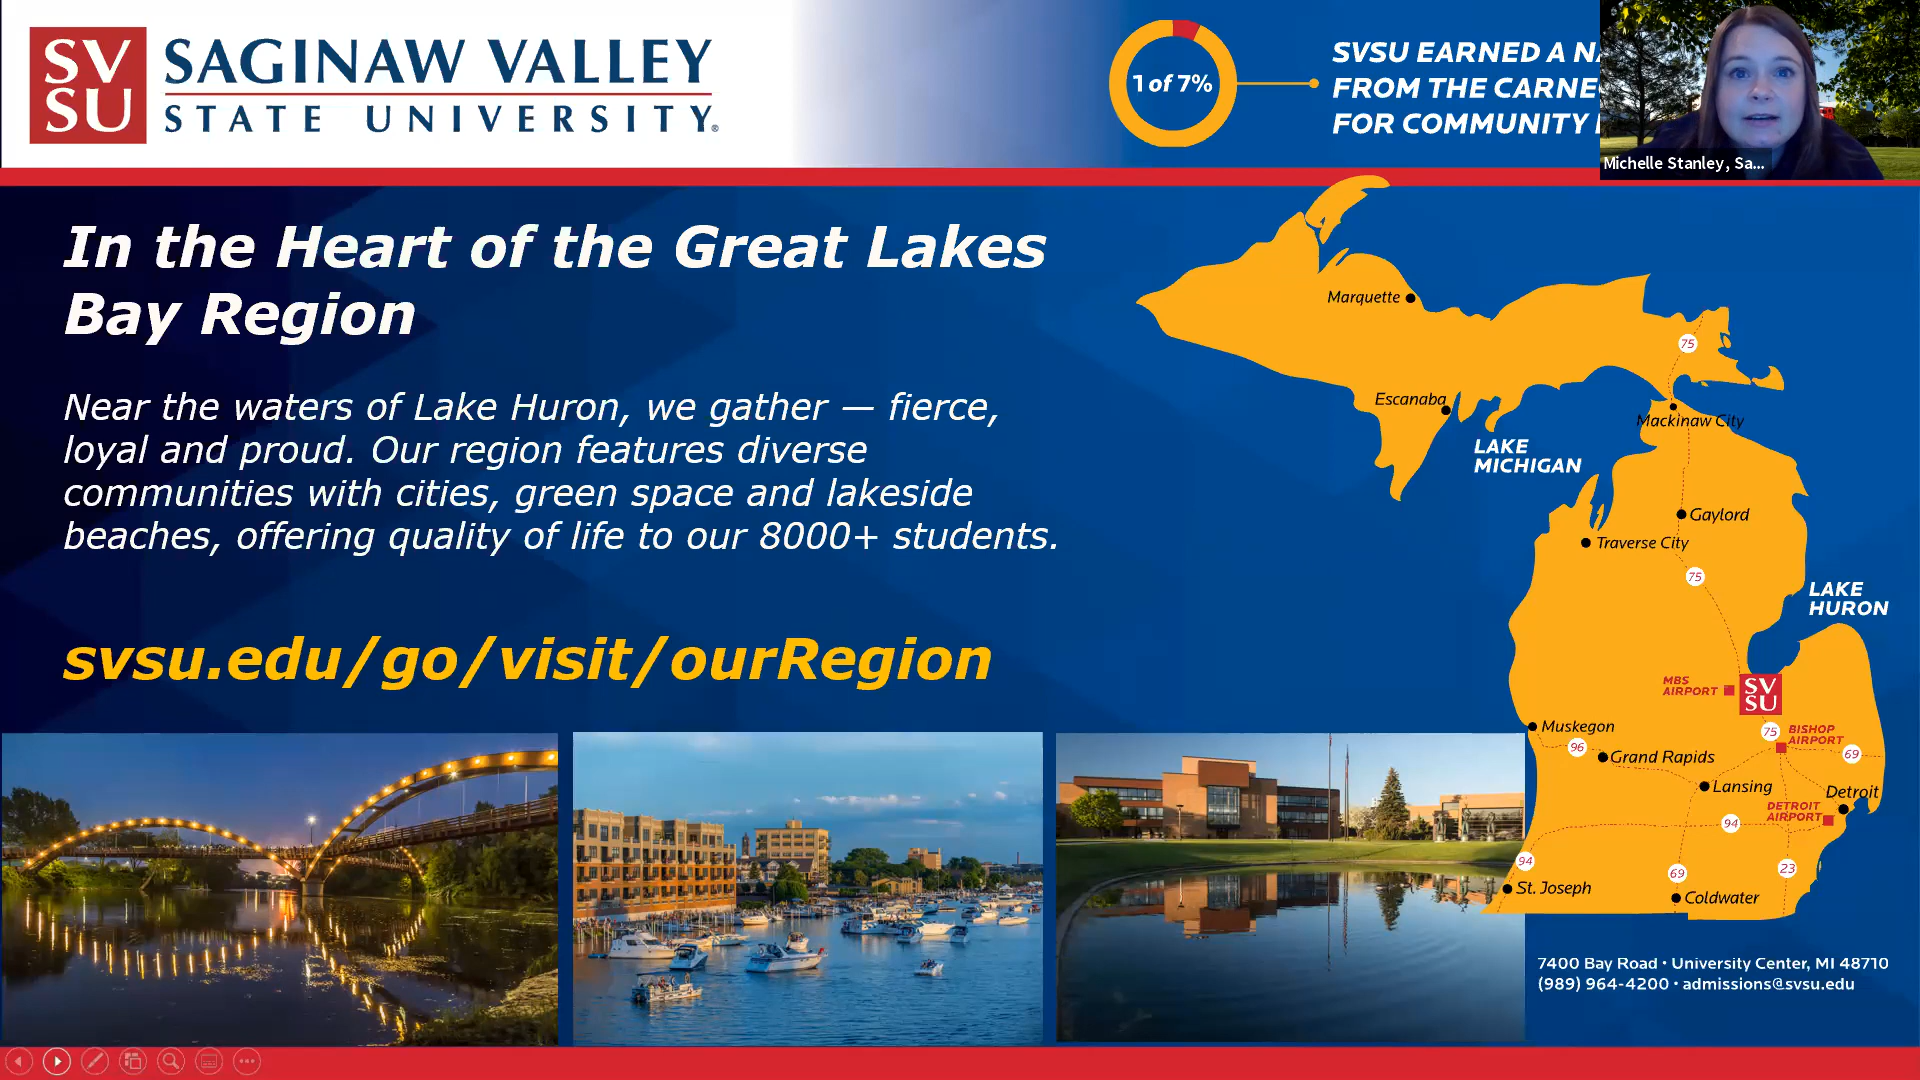 SV
SU
SAGINAW VALLEY
STATE UNIVERSITY®
1 of 7%
SVSU EARNED A
FROM THE
FOR COMMUNITY
Michelle Stanley, Sa...
In the Heart of the Great Lakes
Bay Region
Near the waters of Lake Huron, we gather — fierce,
loyal and proud. Our region features diverse
communities with cities, green space and lakeside
beaches, offering quality of life to our 8000+ students.
svsu.edu/go/visit/ourRegion
Marquette
75
Escanaba
Mackinaw City
LAKE
MICHIGAN
Gaylord
Traverse City
75
LAKE
HURON
MBS
AIRPORT
SV
SU
Muskegon
75
BISHOP
AIRPORT
96
69
Grand Rapids
Lansing
Detroit
DETROIT
AIRPORT
94
94
69
23
St. Joseph
Coldwater
7400 Bay Road • University Center, MI 48710
(989) 964-4200 • admissions@svsu.edu